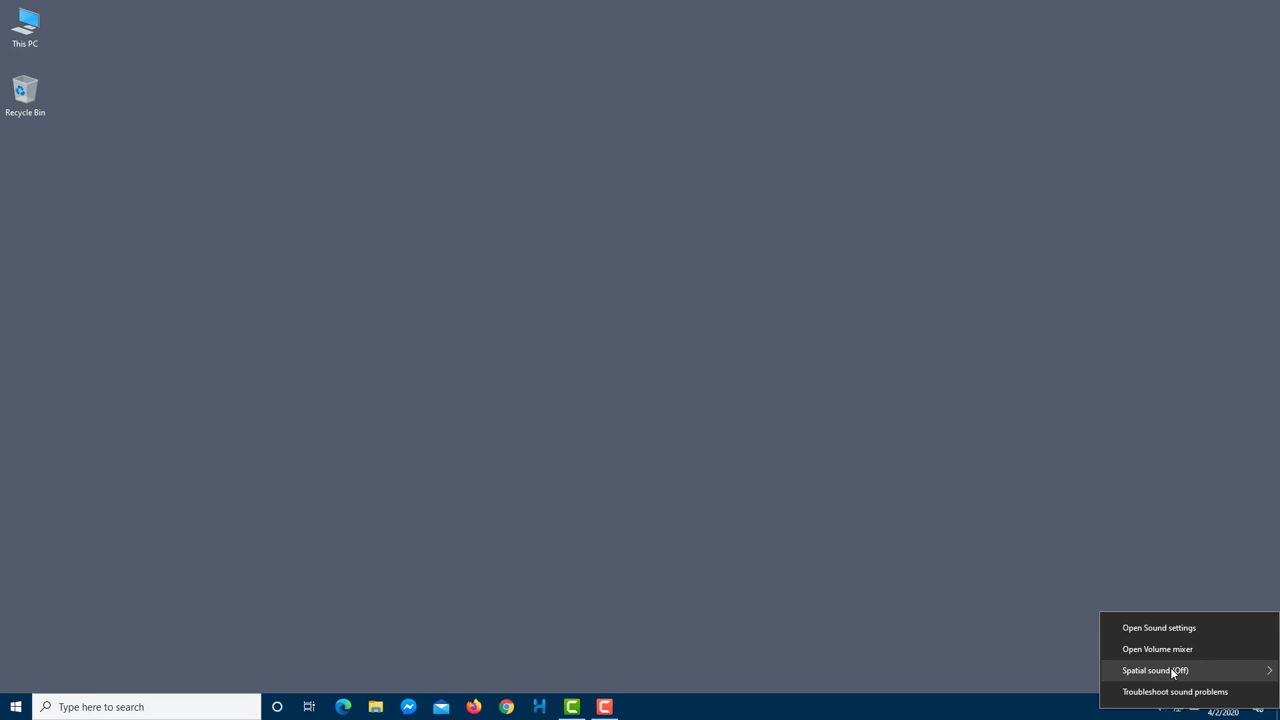 This PC
Recycle Bin
Open Sound settings
Open Volume mixer
Spatial sound (Off)
Troubleshoot sound problems
Type here to search
4/2/2020